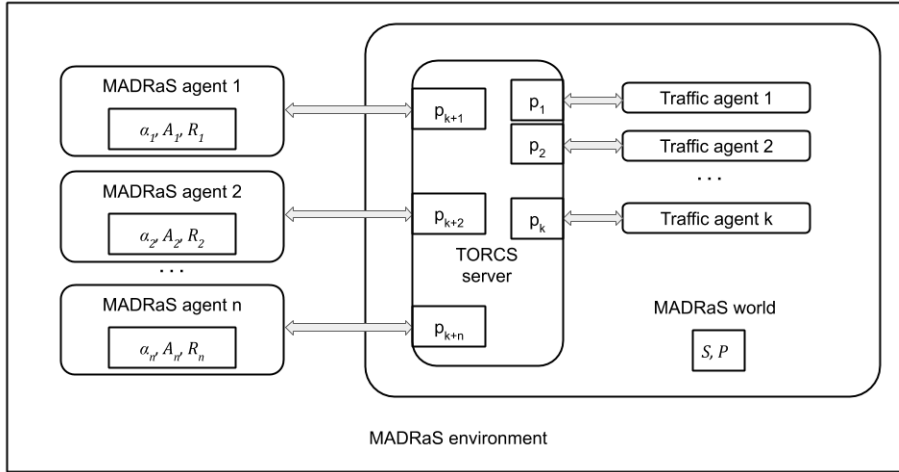 MADRaS agent 1
α₁, A₁, R₁
MADRaS agent 2
α₂, A₂, R₂
. . .
MADRaS agent n
αₙ, Aₙ, Rₙ
pₖ₊₁
pₖ₊₂
pₖ₊ₙ
TORCS
server
p₁
p₂
pₖ
Traffic agent 1
Traffic agent 2
. . .
Traffic agent k
MADRaS world
S, P
MADRaS environment